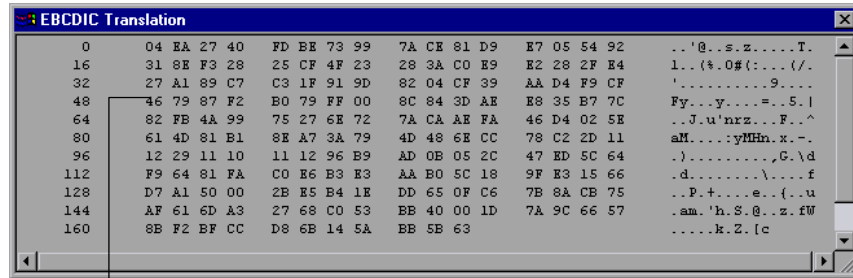 EBCDIC Translation
0 04 EA 27 40 FD BE 73 99 7A CE 81 D9 E7 05 54 92 ..'@..s.z.....T.
16 31 8E F3 28 25 CF 4F 23 28 3A C0 E9 E2 28 2F E4 1..(%.O#(:...(/.
32 27 A1 89 C7 C3 1F 91 9D 82 04 CF 39 AA D4 F9 CF '..........9....
48 46 79 87 F2 B0 79 FF 00 8C 84 3D AE E8 35 B7 7C Fy...y....=..5.|
64 82 FB 4A 99 75 27 6E 72 7A CA AE FA 46 D4 02 5E ..J.u'nrz...F..^
80 61 4D 81 B1 8E A7 3A 79 4D 48 6E CC 78 C2 2D 11 aM....:yMHn.x.-.
96 12 29 11 10 11 12 96 B9 AD 0B 05 2C 47 ED 5C 64 .).........,G.\d
112 F9 64 81 FA C0 E6 B3 E3 AA B0 5C 18 9F E3 15 66 .d........\....f
128 D7 A1 50 00 2B E5 B4 1E DD 65 0F C6 7B 8A CB 75 ..P.+....e..{..u
144 AF 61 6D A3 27 68 C0 53 BB 40 00 1D 7A 9C 66 57 .am.'h.S.@..z.fW
160 8B F2 BF CC D8 6B 14 5A BB 5B 63 .....k.Z.[c